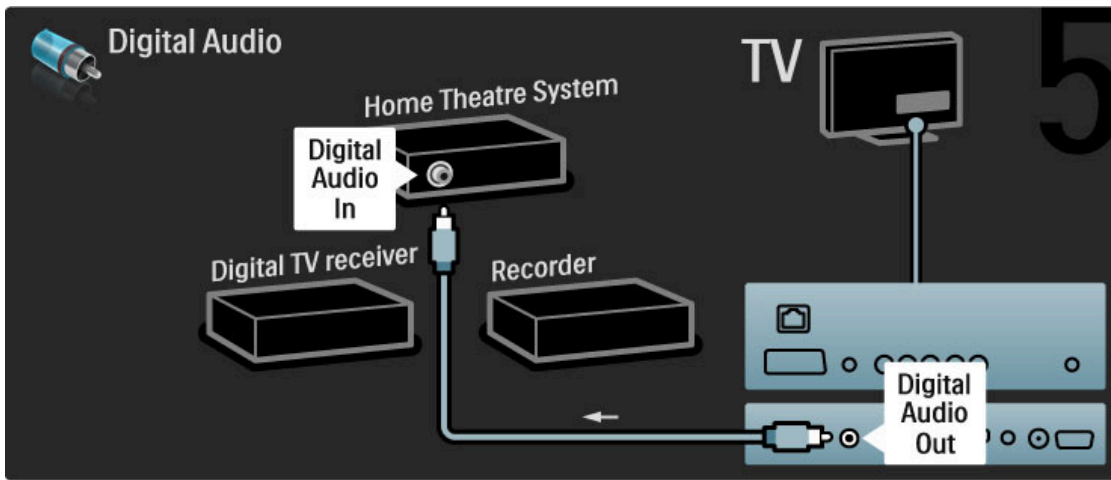 Digital Audio
TV
5
Home Theatre System
Digital
Audio
In
Digital TV receiver
Recorder
Digital
Audio
Out